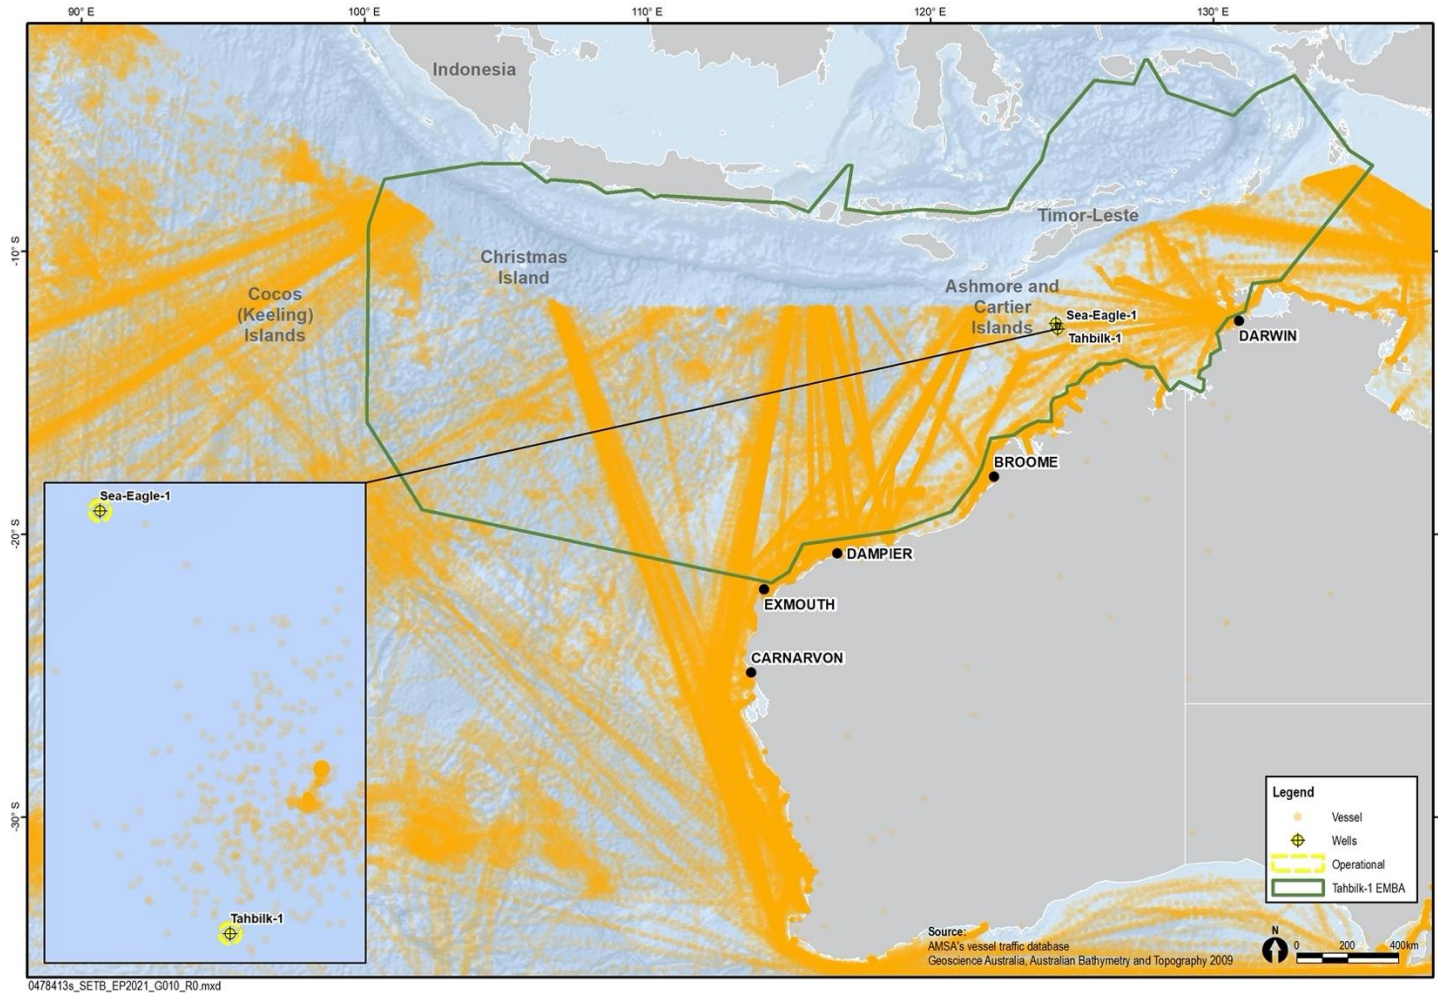 90° E
100° E
110° E
120° E
130° E
Indonesia
Timor-Leste
-10° S
Christmas
Island
Cocos
(Keeling)
Islands
Ashmore and
Cartier
Islands
Sea-Eagle-1
Tahbilk-1
DARWIN
BROOME
Sea-Eagle-1
-20° S
DAMPIER
EXMOUTH
CARNARVON
-30° S
Tahbilk-1
Legend
Vessel
Wells
Operational
Tahbilk-1 EMBA
Source:
AMSA's vessel traffic database
Geoscience Australia, Australian Bathymetry and Topography 2009
N
0 200 400km
0478413s_SETB_EP2021_G010_R0.mxd